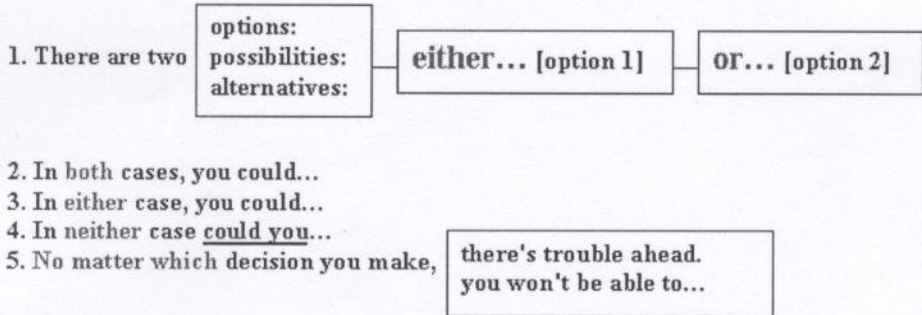 options:
1. There are two possibilities: either... [option 1] or... [option 2]
alternatives:
2. In both cases, you could...
3. In either case, you could...
4. In neither case could you...
5. No matter which decision you make, there's trouble ahead.
you won't be able to...